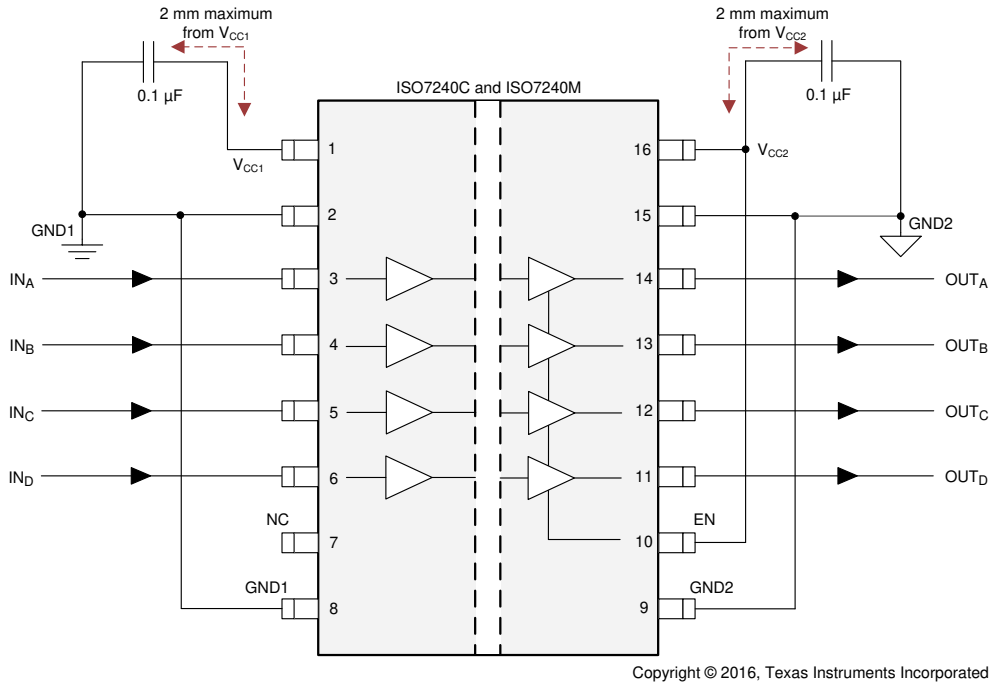 2 mm maximum
from VCC1
2 mm maximum
from VCC2
0.1 µF
0.1 µF
ISO7240C and ISO7240M
1
16
VCC1
VCC2
2
15
GND1
GND2
INA
3
14
OUTA
INB
4
13
OUTB
INC
5
12
OUTC
IND
6
11
OUTD
NC
EN
7
10
GND1
GND2
8
9
Copyright © 2016, Texas Instruments Incorporated